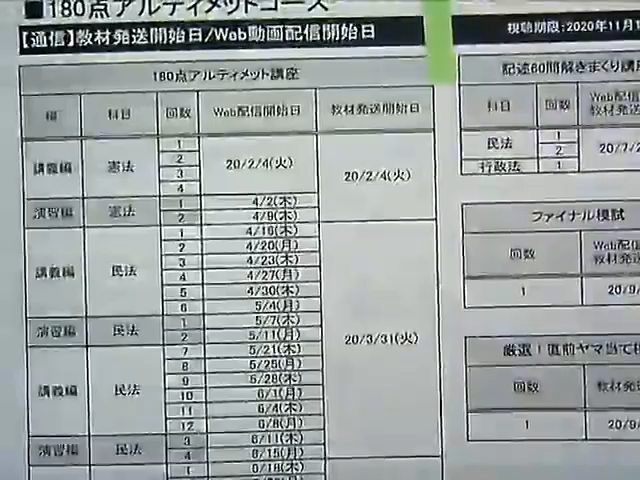 ■180点アルティメットコース
【通信】教材発送開始日/Web動画配信開始日
180点アルティメット講座
編 科目 回数 Web配信開始日 教材発送開始日
講義編 憲法 1 2 3 4 20/2/4(火) 20/2/4(火)
演習編 憲法
1 4/2(木)
2 4/9(木)
講義編 民法
1 4/16(木)
2 4/20(月)
3 4/23(木)
4 4/27(月)
5 4/30(木)
6 5/4(月)
演習編 民法
1 5/7(木)
2 5/11(月)
20/3/31(火)
講義編 民法
7 5/21(木)
8 5/25(月)
9 5/28(木)
10 6/1(月)
11 6/4(木)
12 6/8(月)
演習編 民法
3 6/11(木)
4 6/15(月)
1 6/18(木)
視聴期限:2020年11月
記述60問解きまくり講座
科目 回数 Web配信 教材発
民法 1 2 20/7/2
行政法 1
ファイナル模試
回数 Web配信 教材発送
1 20/9
厳選!直前ヤマ当て
回数 教材発送
1 20/9